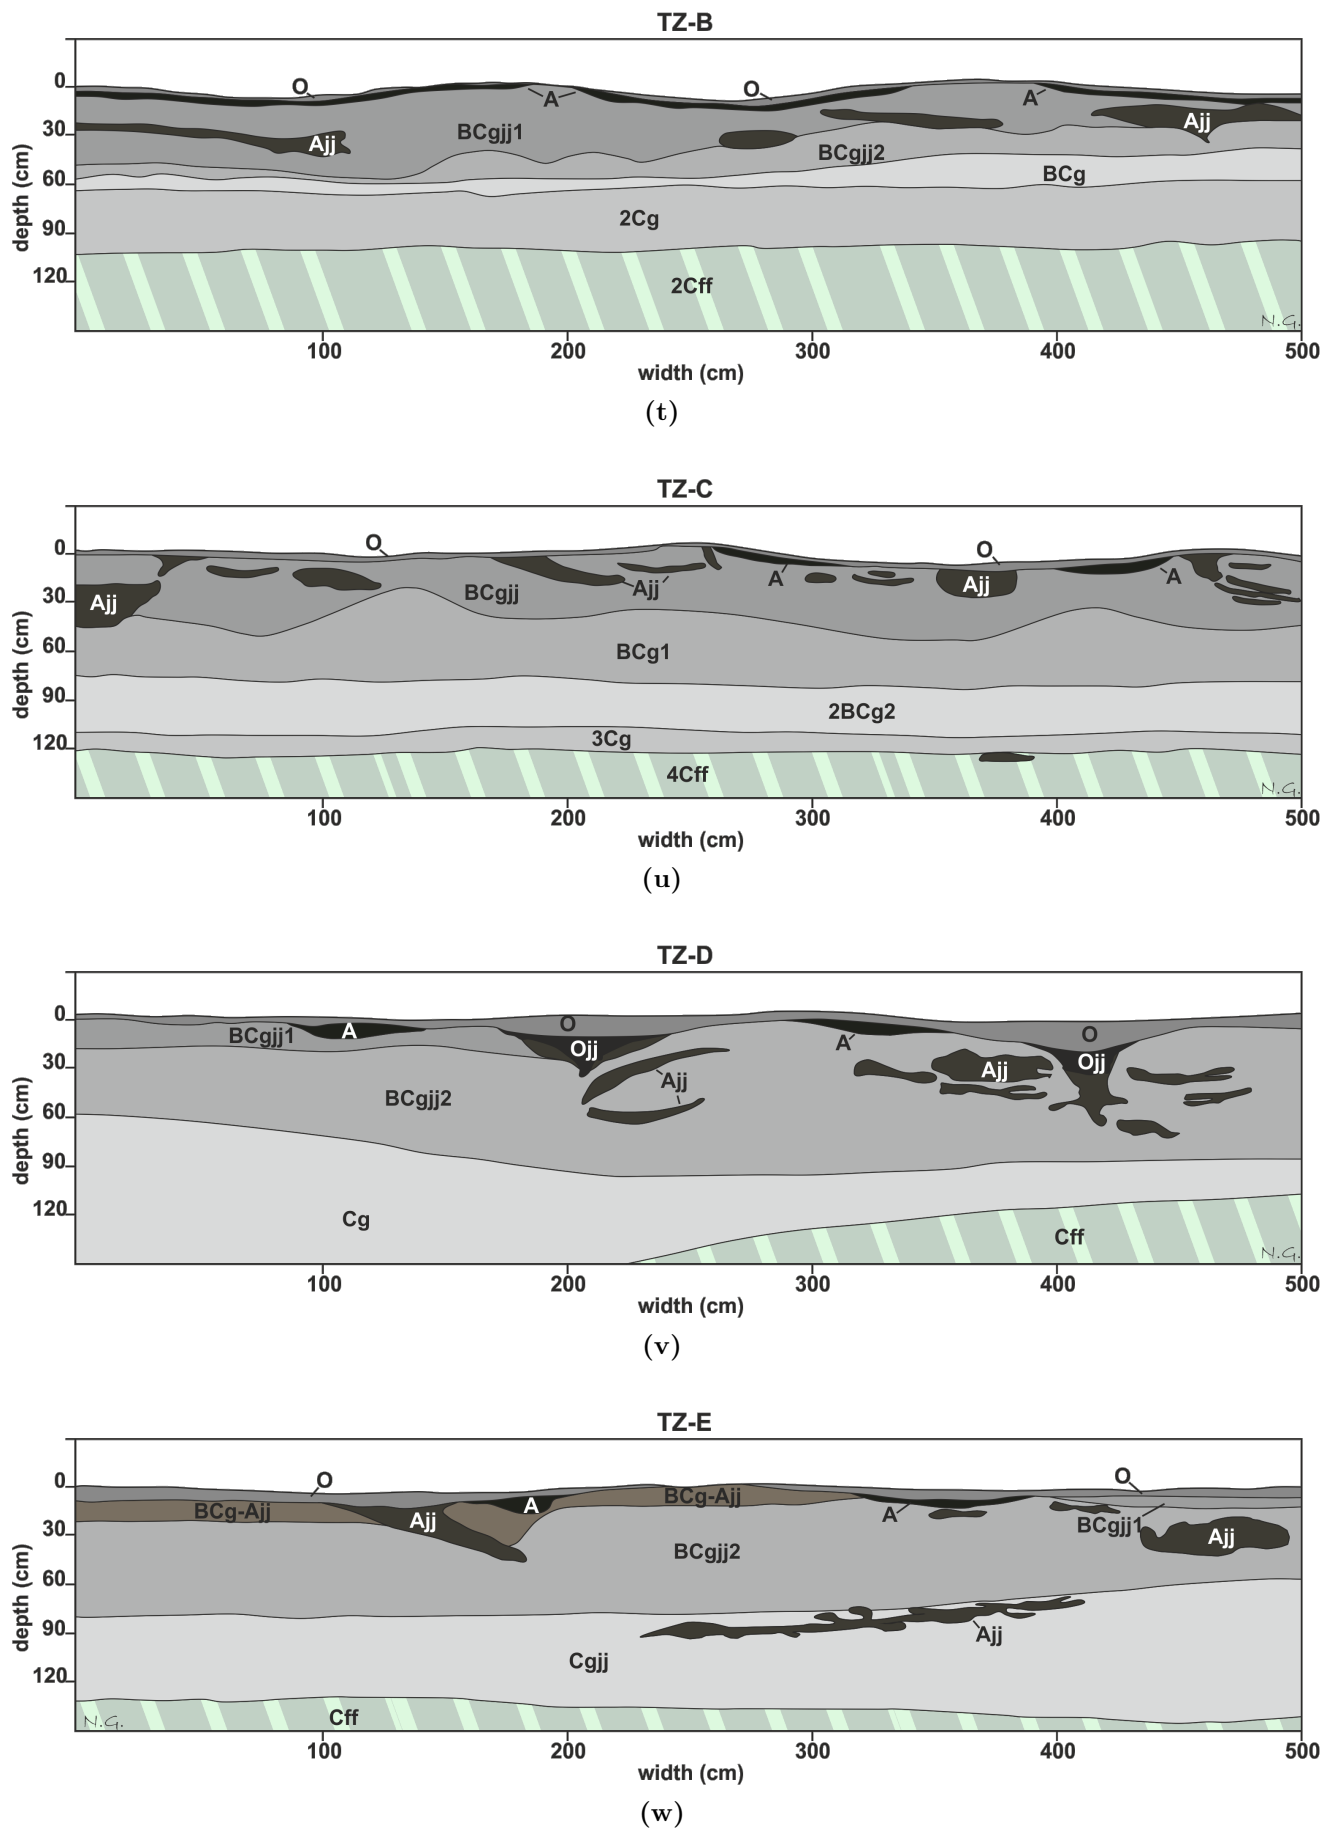 TZ-B
O
O
0
A
A
Ajj
30
BCgjj1
Ajj
BCgjj2
60
BCg
2Cg
90
120
2Cff
N.G.
depth (cm)
100 200 300 400 500
width (cm)
(t)
TZ-C
O
O
0
A
A
Ajj
Ajj
Ajj
BCgjj
30
60
BCg1
90
2BCg2
120
3Cg
4Cff
N.G.
depth (cm)
100 200 300 400 500
width (cm)
(u)
TZ-D
0
O
O
BCgjj1
A
A
Ojj
Ojj
30
Ajj
Ajj
BCgjj2
60
90
120
Cg
Cff
N.G.
depth (cm)
100 200 300 400 500
width (cm)
(v)
TZ-E
O
O
0
BCg-Ajj
BCg-Ajj
A
A
Ajj
BCgjj1
30
Ajj
BCgjj2
60
90
Ajj
Cgjj
120
Cff
N.G.
depth (cm)
100 200 300 400 500
width (cm)
(w)